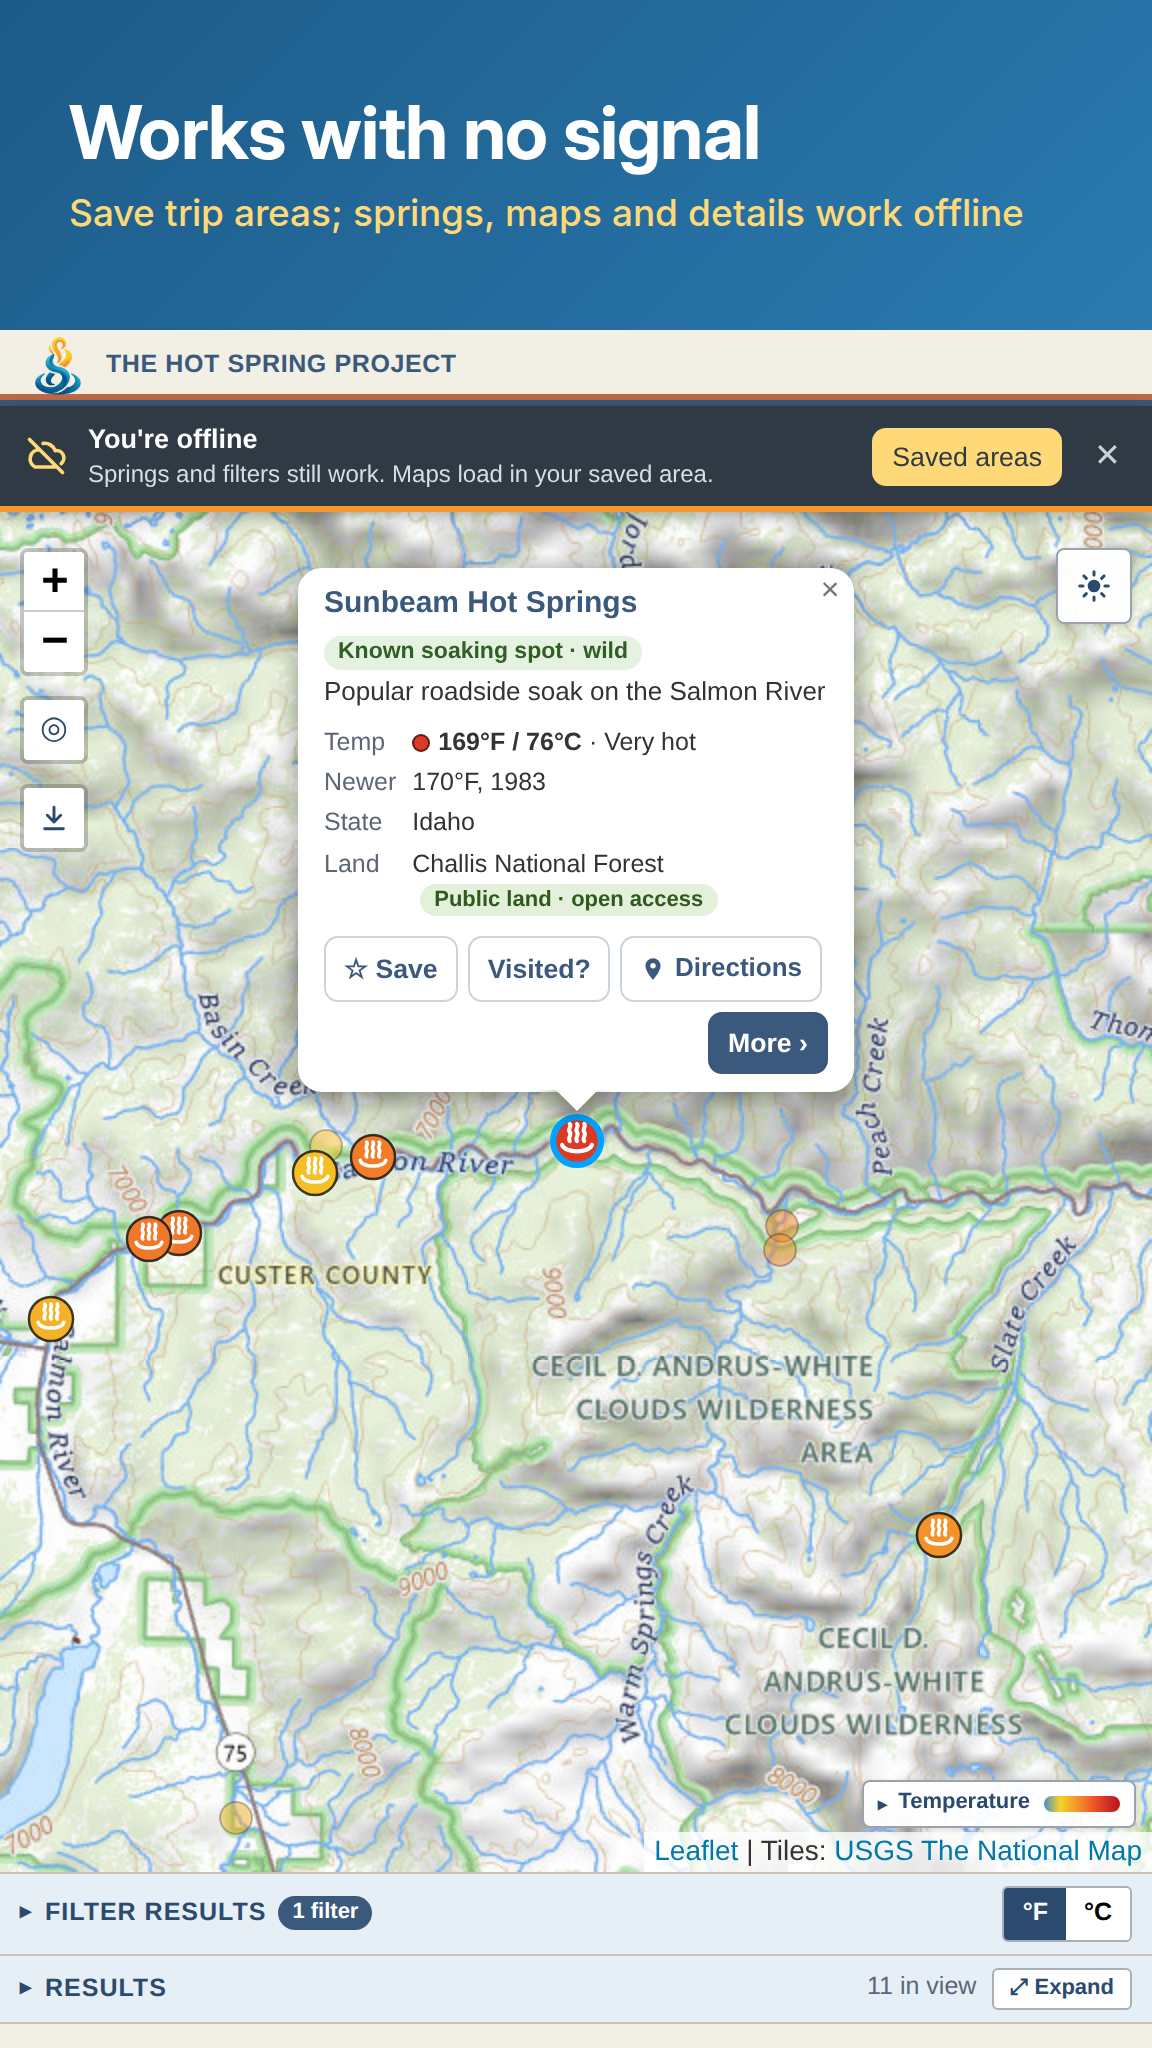 Works with no signal
Save trip areas; springs, maps and details work offline
THE HOT SPRING PROJECT
You're offline
Springs and filters still work. Maps load in your saved area.
Saved areas
×
+
−
Sunbeam Hot Springs
×
Known soaking spot · wild
Popular roadside soak on the Salmon River
Temp 169°F / 76°C · Very hot
Newer 170°F, 1983
State Idaho
Land Challis National Forest
Public land · open access
☆ Save
Visited?
Directions
More ›
Basin Creek
7000
Peach Creek
7000
on River
CUSTER COUNTY
9000
Slate Creek
CECIL D. ANDRUS-WHITE
CLOUDS WILDERNESS
AREA
Salmon River
Warm Springs Creek
9000
CECIL D.
ANDRUS-WHITE
CLOUDS WILDERNESS
75
8000
8000
7000
▸ Temperature
Leaflet | Tiles: USGS The National Map
▸ FILTER RESULTS 1 filter
°F °C
▸ RESULTS
11 in view
⤢ Expand